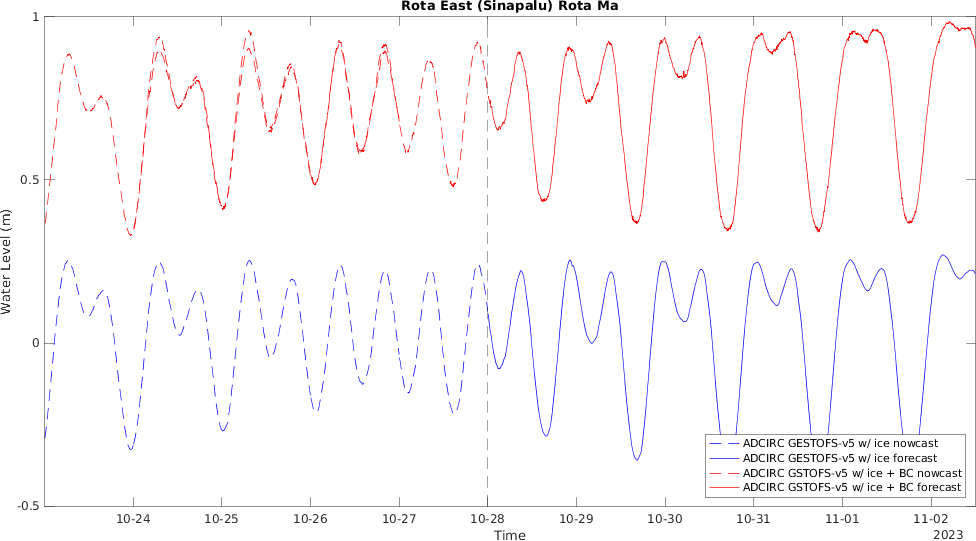 Rota East (Sinapalu) Rota Ma
1
0.5
0
-0.5
Water Level (m)
10-24 10-25 10-26 10-27 10-28 10-29 10-30 10-31 11-01 11-02
Time
2023
ADCIRC GESTOFS-v5 w/ ice nowcast
ADCIRC GESTOFS-v5 w/ ice forecast
ADCIRC GSTOFS-v5 w/ ice + BC nowcast
ADCIRC GSTOFS-v5 w/ ice + BC forecast